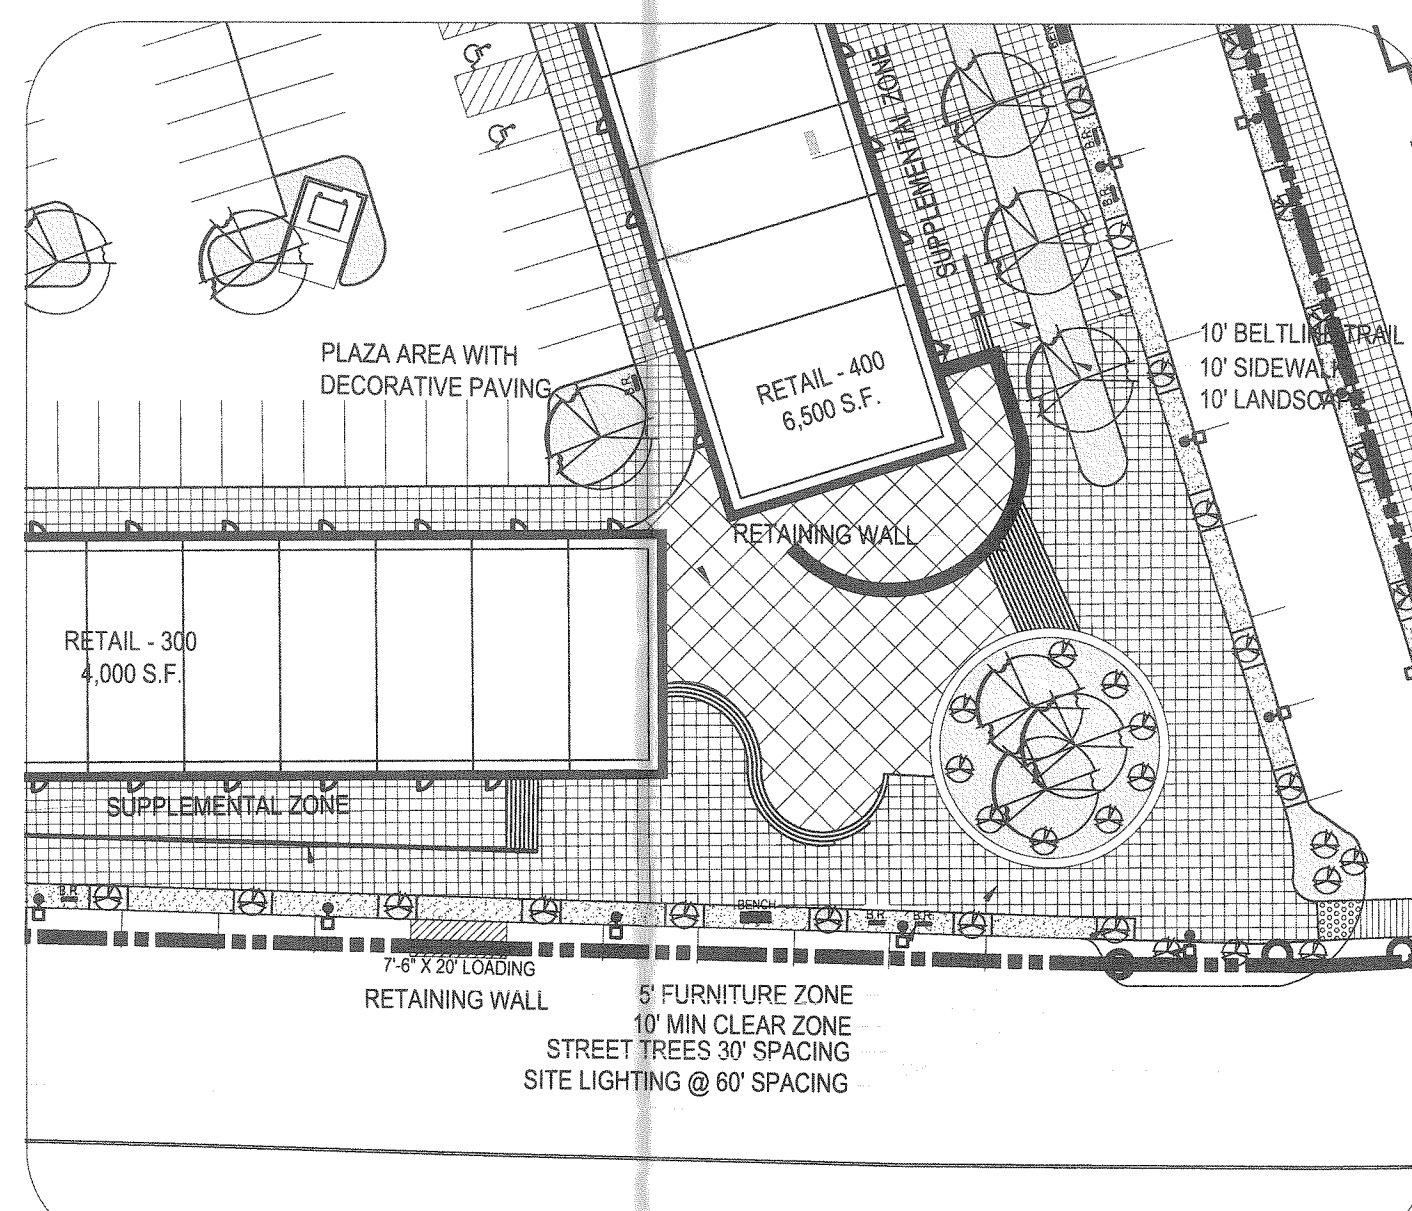 BEN
SUPPLEMENTAL ZONE
B.R.
B.R.
10' BELTLINE TRAIL
10' SIDEWALK
10' LANDSCAPE
PLAZA AREA WITH
DECORATIVE PAVING
B.R.
RETAIL - 400
6,500 S.F.
RETAINING WALL
RETAIL - 300
4,000 S.F.
SUPPLEMENTAL ZONE
B.R.
BENCH
B.R.
B.R.
7'-6" X 20' LOADING
RETAINING WALL
5' FURNITURE ZONE
10' MIN CLEAR ZONE
STREET TREES 30' SPACING
SITE LIGHTING @ 60' SPACING